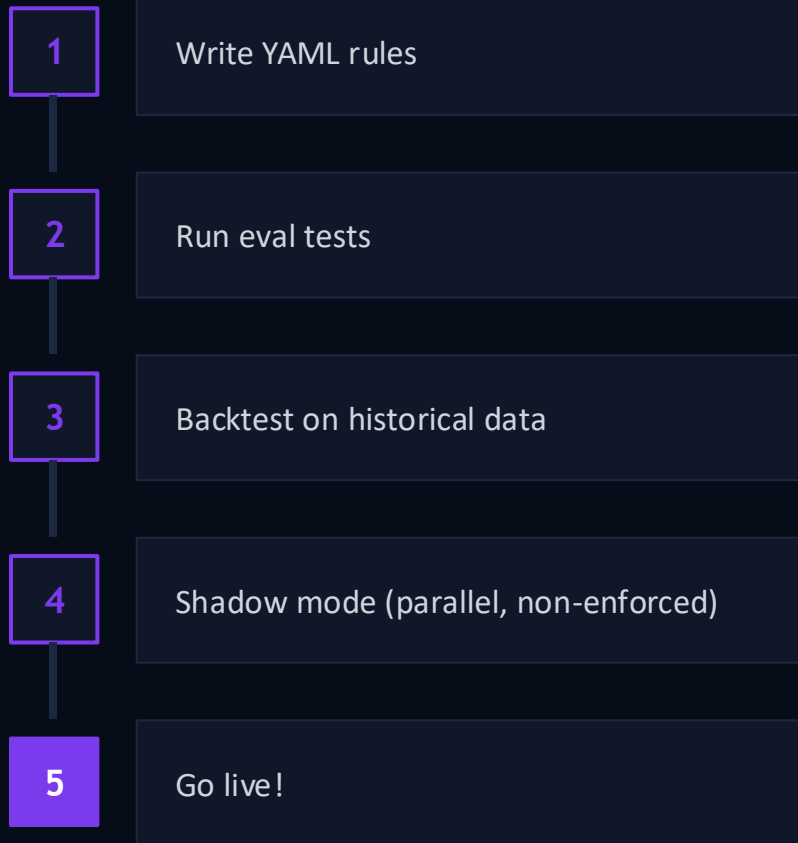 1 Write YAML rules
2 Run eval tests
3 Backtest on historical data
4 Shadow mode (parallel, non-enforced)
5 Go live!